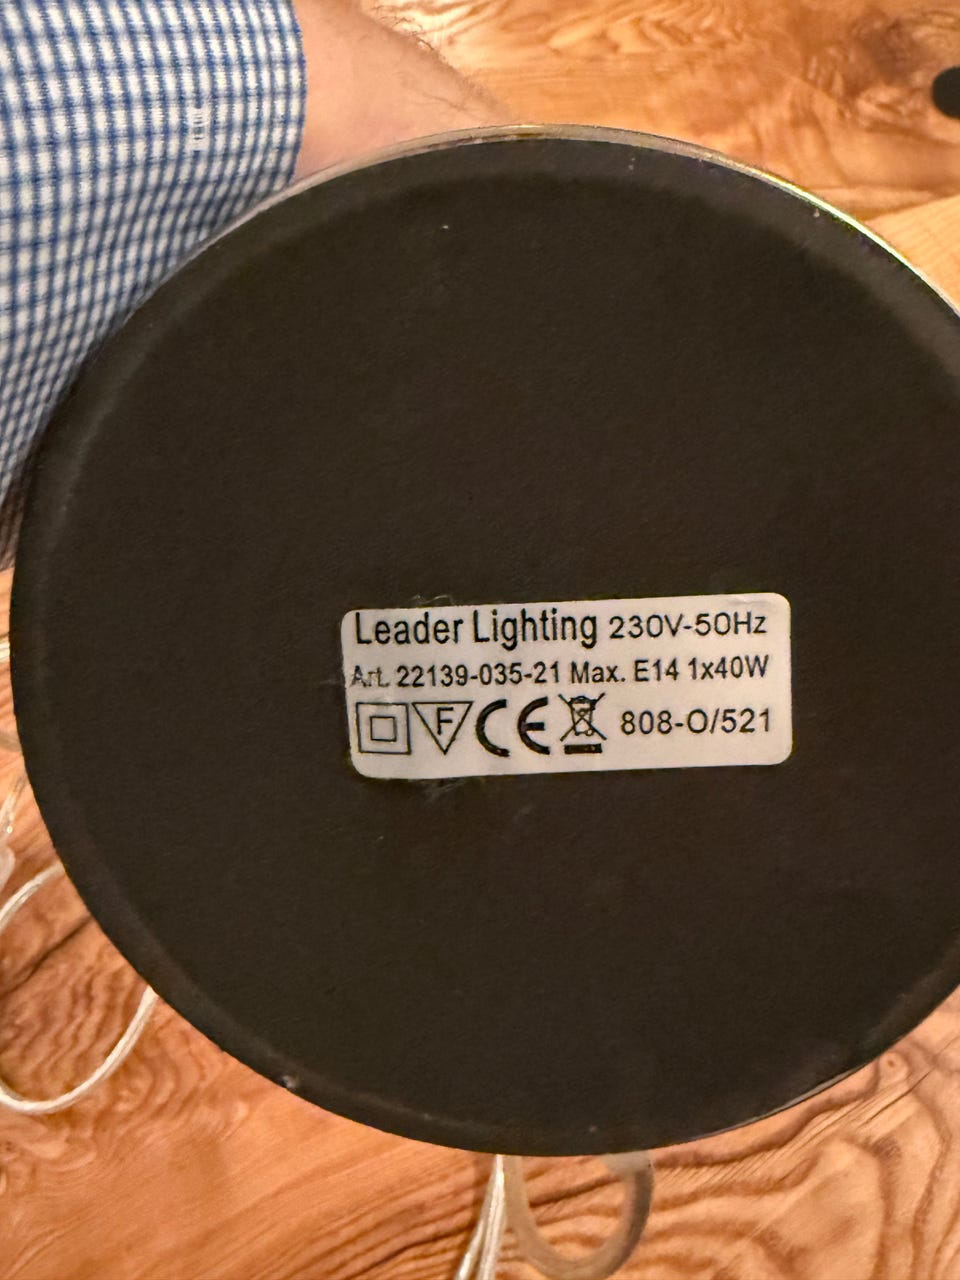 Leader Lighting 230V-50Hz
Art. 22139-035-21 Max. E14 1x40W
F CE 808-O/521